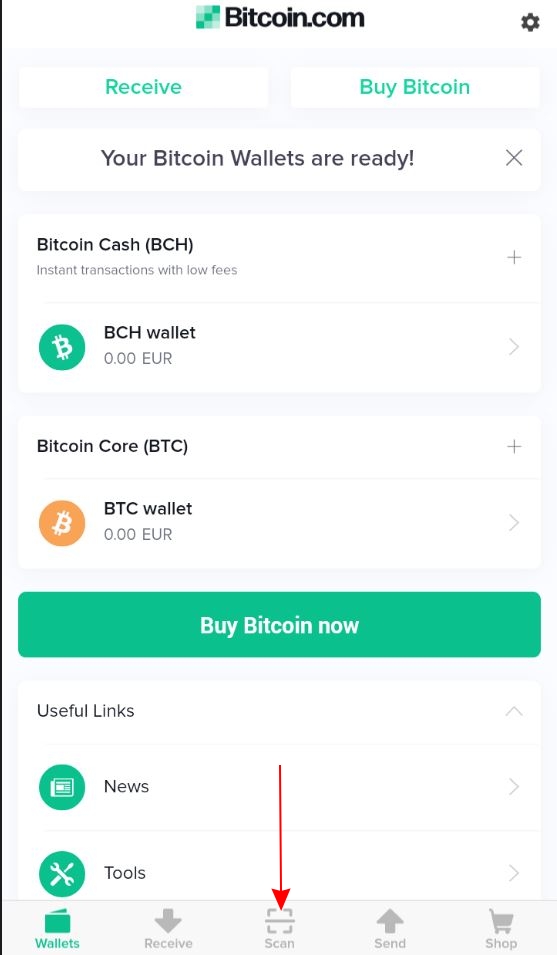 Bitcoin.com
Receive
Buy Bitcoin
Your Bitcoin Wallets are ready!
Bitcoin Cash (BCH)
Instant transactions with low fees
BCH wallet
0.00 EUR
Bitcoin Core (BTC)
BTC wallet
0.00 EUR
Buy Bitcoin now
Useful Links
News
Tools
Wallets
Receive
Scan
Send
Shop